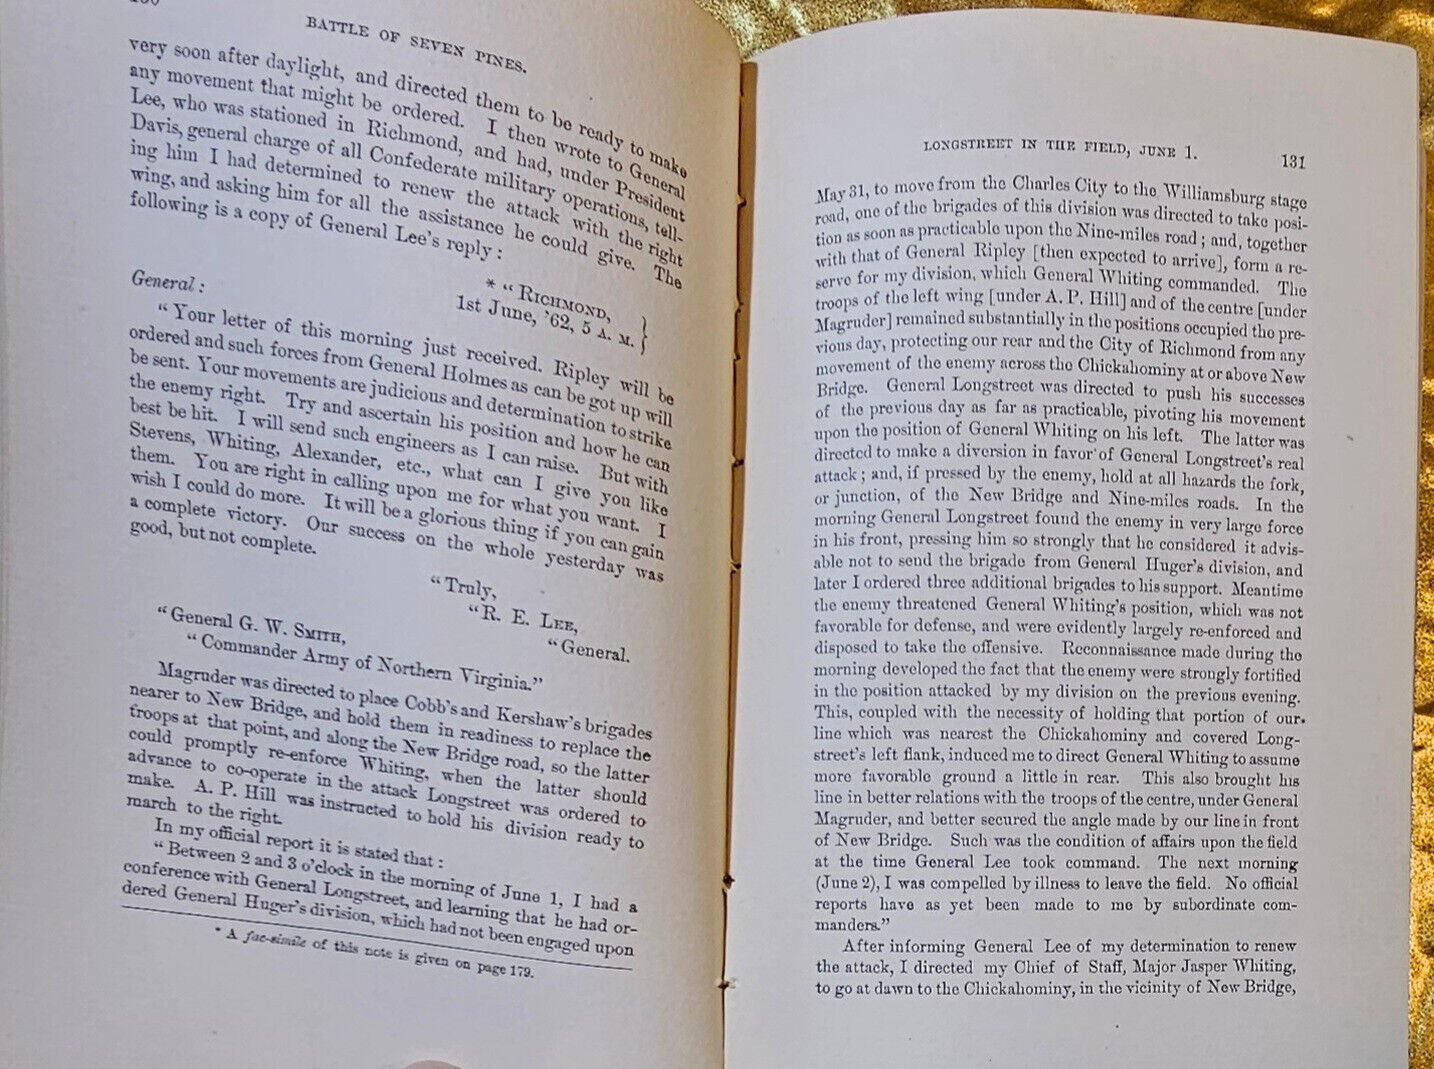 BATTLE OF SEVEN PINES.
very soon after daylight, and directed them to be ready to make
any movement that might be ordered. I then wrote to General
Lee, who was stationed in Richmond, and had, under President
Davis, general charge of all Confederate military operations, tell-
ing him I had determined to renew the attack with the right
wing, and asking him for all the assistance he could give. The
following is a copy of General Lee's reply :
* " RICHMOND,
1st June, '62, 5 A. M. }
General :
" Your letter of this morning just received. Ripley will be
ordered and such forces from General Holmes as can be got up will
be sent. Your movements are judicious and determination to strike
the enemy right. Try and ascertain his position and how he can
best be hit. I will send such engineers as I can raise. But with
Stevens, Whiting, Alexander, etc., what can I give you like
them. You are right in calling upon me for what you want. I
wish I could do more. It will be a glorious thing if you can gain
a complete victory. Our success on the whole yesterday was
good, but not complete.
" Truly,
" R. E. LEE,
" General.
" General G. W. SMITH,
" Commander Army of Northern Virginia."
Magruder was directed to place Cobb's and Kershaw's brigades
nearer to New Bridge, and hold them in readiness to replace the
troops at that point, and along the New Bridge road, so the latter
could promptly re-enforce Whiting, when the latter should
advance to co-operate in the attack Longstreet was ordered to
make. A. P. Hill was instructed to hold his division ready to
march to the right.
In my official report it is stated that :
" Between 2 and 3 o'clock in the morning of June 1, I had a
conference with General Longstreet, and learning that he had or-
dered General Huger's division, which had not been engaged upon
* A fac-simile of this note is given on page 179.
LONGSTREET IN THE FIELD, JUNE 1. 131
May 31, to move from the Charles City to the Williamsburg stage
road, one of the brigades of this division was directed to take posi-
tion as soon as practicable upon the Nine-miles road ; and, together
with that of General Ripley [then expected to arrive], form a re-
serve for my division, which General Whiting commanded. The
troops of the left wing [under A. P. Hill] and of the centre [under
Magruder] remained substantially in the positions occupied the pre-
vious day, protecting our rear and the City of Richmond from any
movement of the enemy across the Chickahominy at or above New
Bridge. General Longstreet was directed to push his successes
of the previous day as far as practicable, pivoting his movement
upon the position of General Whiting on his left. The latter was
directed to make a diversion in favor of General Longstreet's real
attack ; and, if pressed by the enemy, hold at all hazards the fork,
or junction, of the New Bridge and Nine-miles roads. In the
morning General Longstreet found the enemy in very large force
in his front, pressing him so strongly that he considered it advis-
able not to send the brigade from General Huger's division, and
later I ordered three additional brigades to his support. Meantime
the enemy threatened General Whiting's position, which was not
favorable for defense, and were evidently largely re-enforced and
disposed to take the offensive. Reconnaissance made during the
morning developed the fact that the enemy were strongly fortified
in the position attacked by my division on the previous evening.
This, coupled with the necessity of holding that portion of our
line which was nearest the Chickahominy and covered Long-
street's left flank, induced me to direct General Whiting to assume
more favorable ground a little in rear. This also brought his
line in better relations with the troops of the centre, under General
Magruder, and better secured the angle made by our line in front
of New Bridge. Such was the condition of affairs upon the field
at the time General Lee took command. The next morning
(June 2), I was compelled by illness to leave the field. No official
reports have as yet been made to me by subordinate com-
manders."
After informing General Lee of my determination to renew
the attack, I directed my Chief of Staff, Major Jasper Whiting,
to go at dawn to the Chickahominy, in the vicinity of New Bridge,